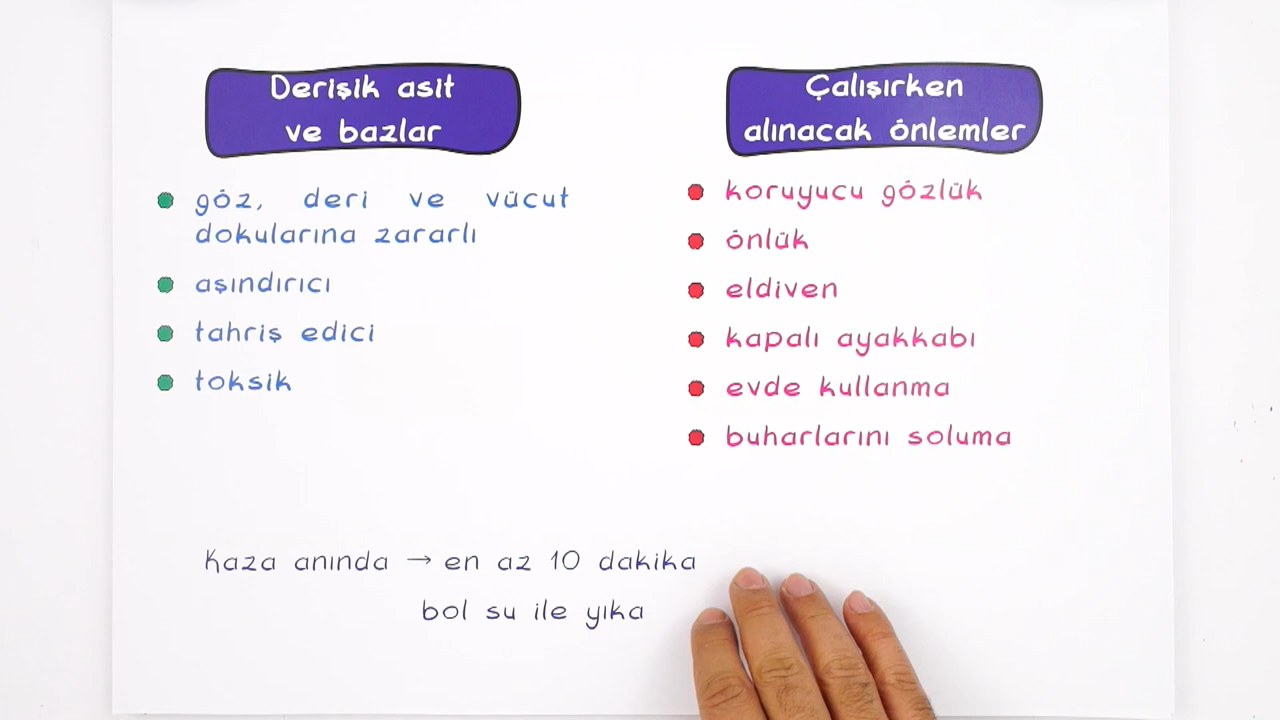 Derişik asit
ve bazlar
göz, deri ve vücut
dokularına zararlı
aşındırıcı
tahriş edici
toksik
Çalışırken
alınacak önlemler
koruyucu gözlük
önlük
eldiven
kapalı ayakkabı
evde kullanma
buharlarını soluma
Kaza anında → en az 10 dakika
bol su ile yıka